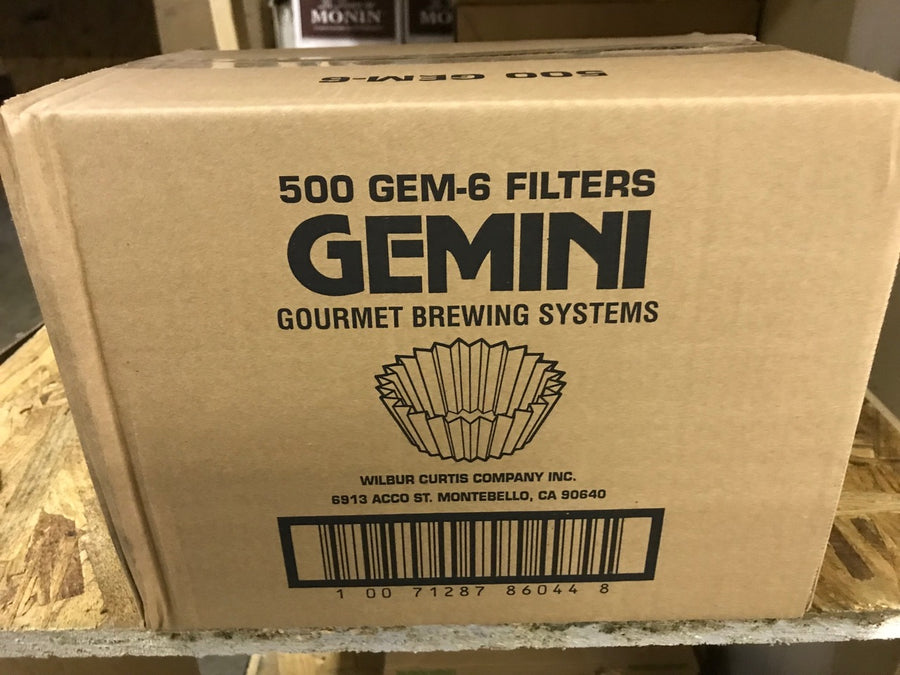 MONIN
MO
500 GEM-6
500 GEM-6 FILTERS
GEMINI
GOURMET BREWING SYSTEMS
WILBUR CURTIS COMPANY INC.
6913 ACCO ST. MONTEBELLO, CA 90640
1 00 71287 86044 8